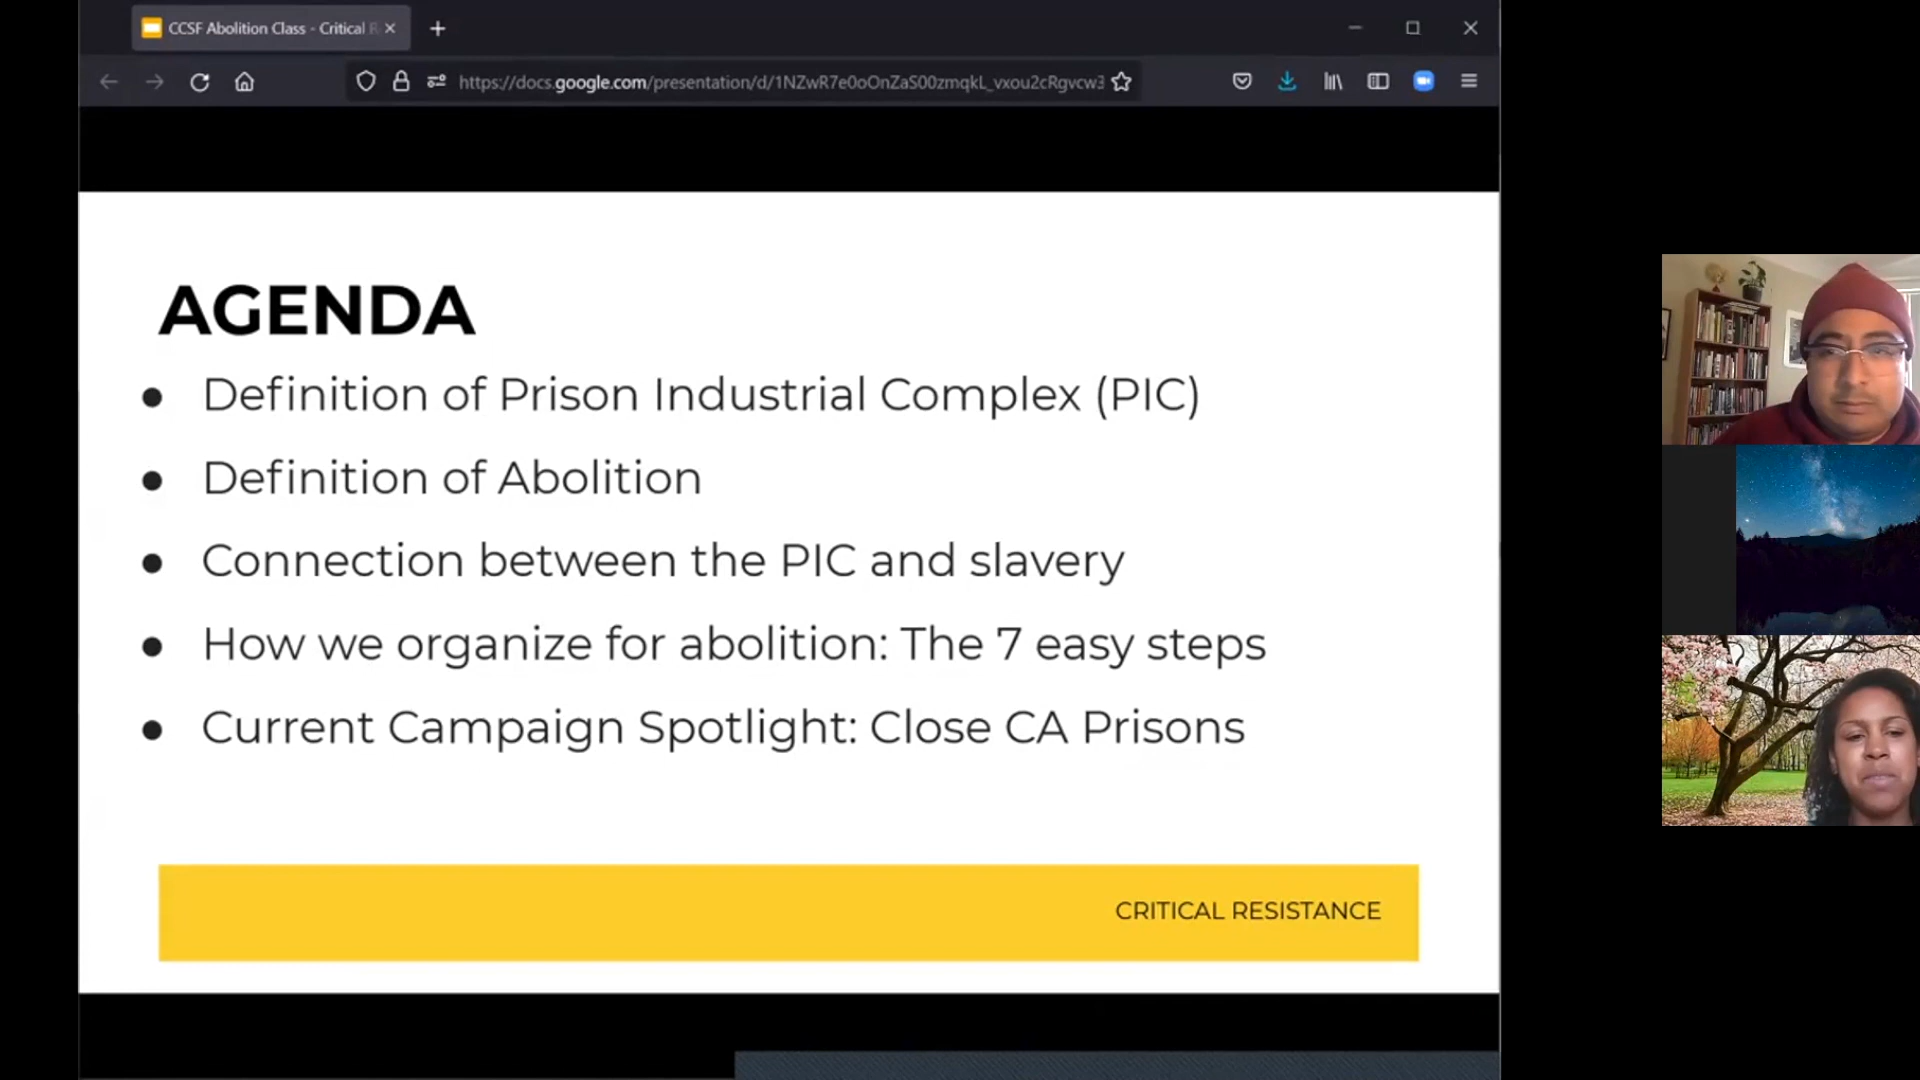 CCSF Abolition Class - Critical
https://docs.google.com/presentation/d/1NZwR7e0oOnZaS00zmqkL_vxou2cRgvcw3
AGENDA
● Definition of Prison Industrial Complex (PIC)
● Definition of Abolition
● Connection between the PIC and slavery
● How we organize for abolition: The 7 easy steps
● Current Campaign Spotlight: Close CA Prisons
CRITICAL RESISTANCE